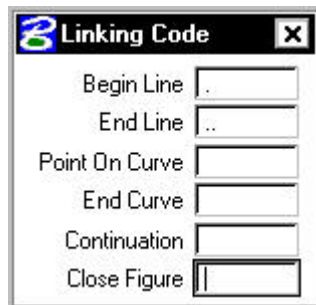 Linking Code
Begin Line .
End Line ..
Point On Curve
End Curve
Continuation
Close Figure